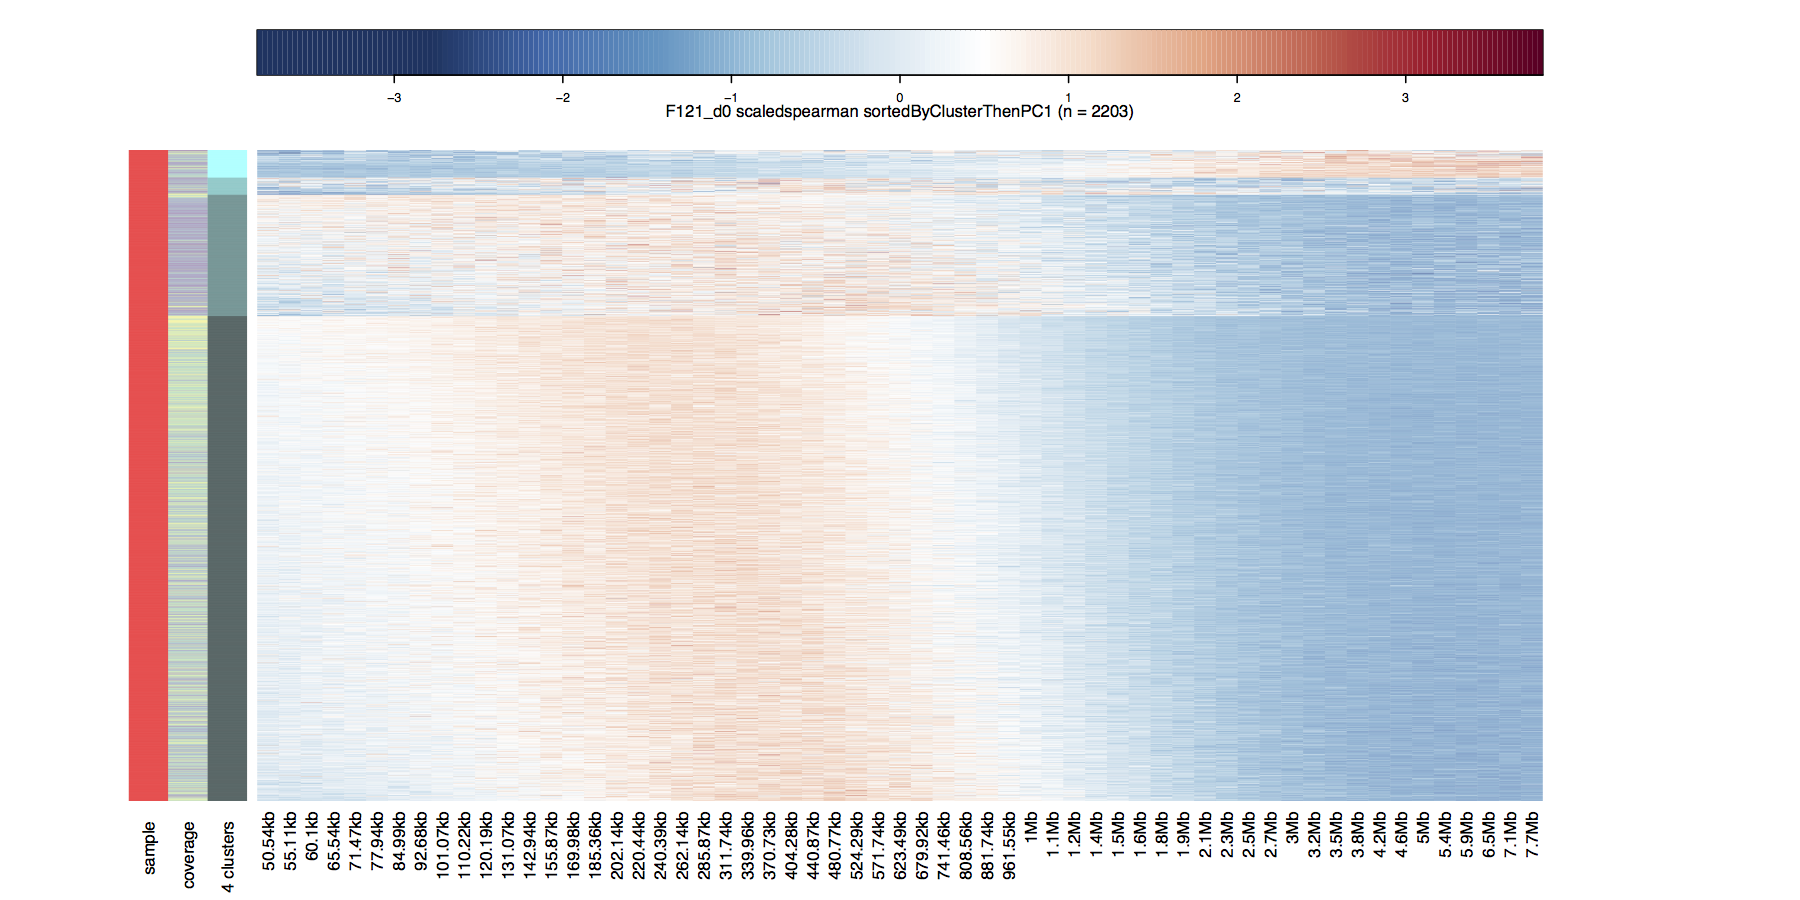 −3 −2 −1 0 1 2 3
F121_d0 scaledspearman sortedByClusterThenPC1 (n = 2203)
sample
coverage
4 clusters
50.54kb
55.11kb
60.1kb
65.54kb
71.47kb
77.94kb
84.99kb
92.68kb
101.07kb
110.22kb
120.19kb
131.07kb
142.94kb
155.87kb
169.98kb
185.36kb
202.14kb
220.44kb
240.39kb
262.14kb
285.87kb
311.74kb
339.96kb
370.73kb
404.28kb
440.87kb
480.77kb
524.29kb
571.74kb
623.49kb
679.92kb
741.46kb
808.56kb
881.74kb
961.55kb
1Mb
1.1Mb
1.2Mb
1.4Mb
1.5Mb
1.6Mb
1.8Mb
1.9Mb
2.1Mb
2.3Mb
2.5Mb
2.7Mb
3Mb
3.2Mb
3.5Mb
3.8Mb
4.2Mb
4.6Mb
5Mb
5.4Mb
5.9Mb
6.5Mb
7.1Mb
7.7Mb